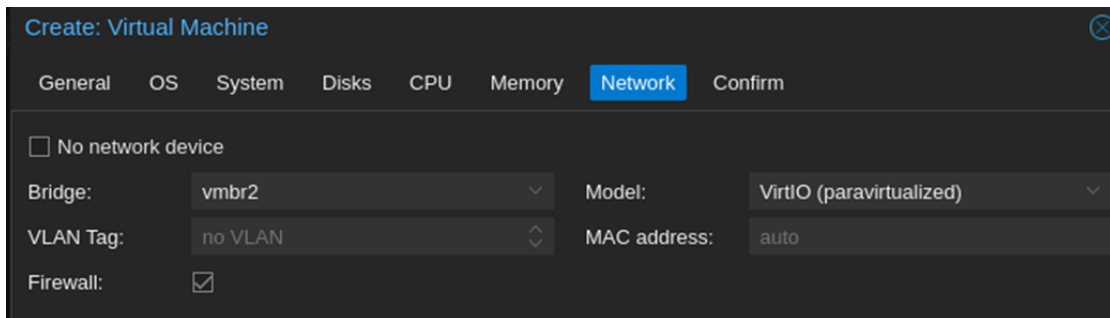 Create: Virtual Machine
General OS System Disks CPU Memory Network Confirm
No network device
Bridge: vmbr2 Model: VirtIO (paravirtualized)
VLAN Tag: no VLAN MAC address: auto
Firewall: